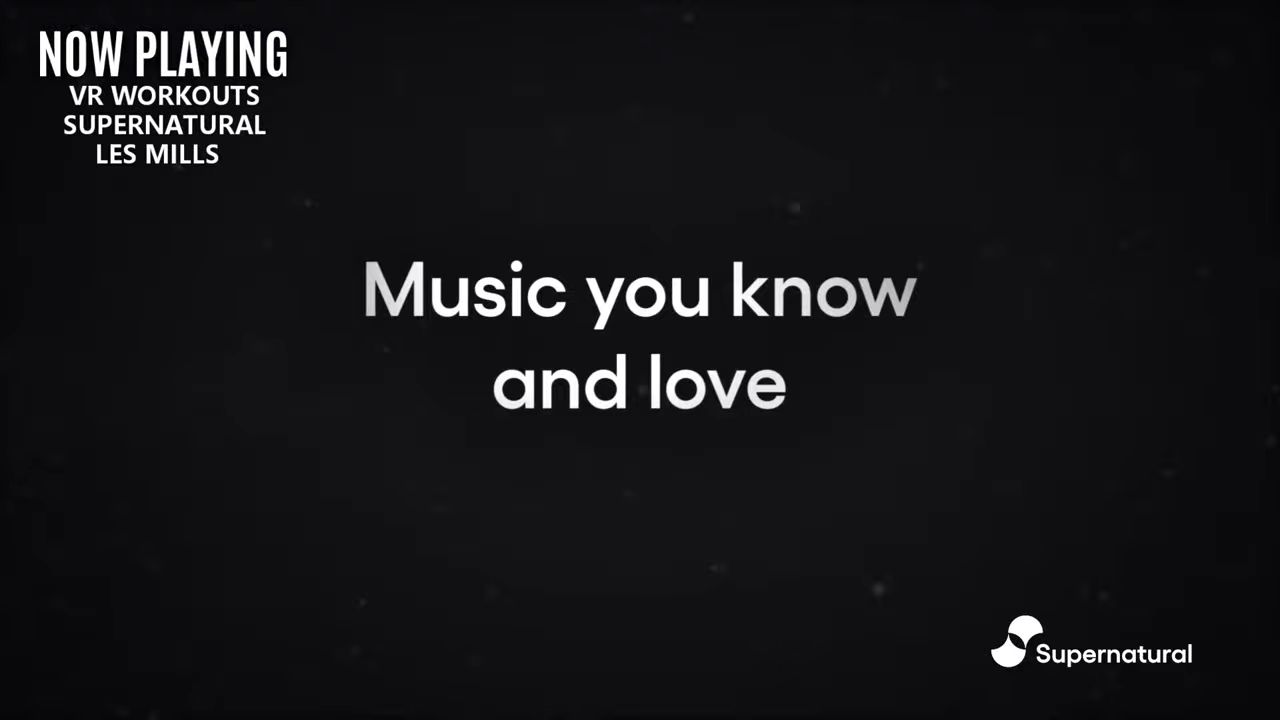 NOW PLAYING
VR WORKOUTS
SUPERNATURAL
LES MILLS
Music you know
and love
Supernatural